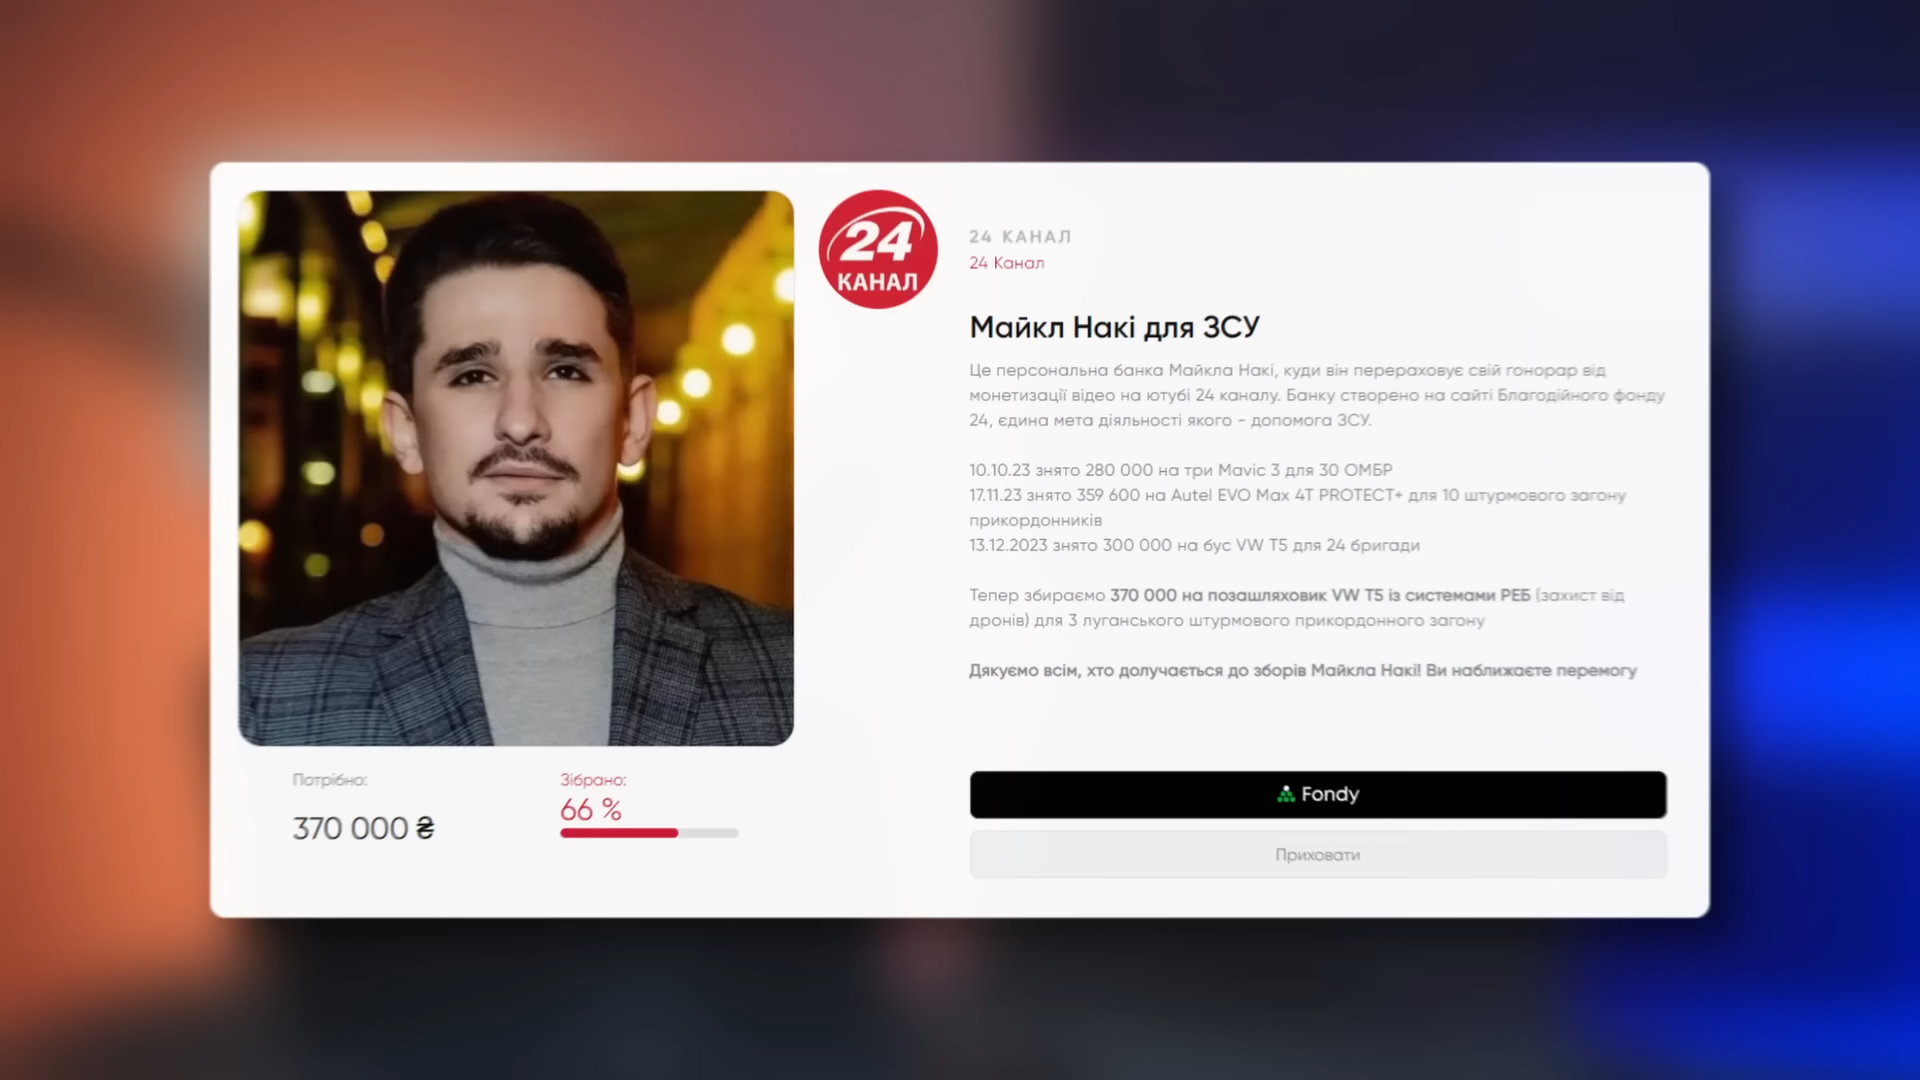 24
КАНАЛ
24 КАНАЛ
24 Канал
Майкл Накі для ЗСУ
Це персональна банка Майкла Накі, куди він перераховує свій гонорар від
монетизації відео на ютубі 24 каналу. Банку створено на сайті Благодійного фонду
24, єдина мета діяльності якого - допомога ЗСУ.
10.10.23 знято 280 000 на три Mavic 3 для 30 ОМБР
17.11.23 знято 359 600 на Autel EVO Max 4T PROTECT+ для 10 штурмового загону
прикордонників
13.12.2023 знято 300 000 на бус VW T5 для 24 бригади
Тепер збираємо 370 000 на позашляховик VW T5 із системами РЕБ (захист від
дронів) для 3 луганського штурмового прикордонного загону
Дякуємо всім, хто долучається до зборів Майкла Накі! Ви наближаєте перемогу
Потрібно:
370 000 ₴
Зібрано:
66 %
Fondy
Приховати